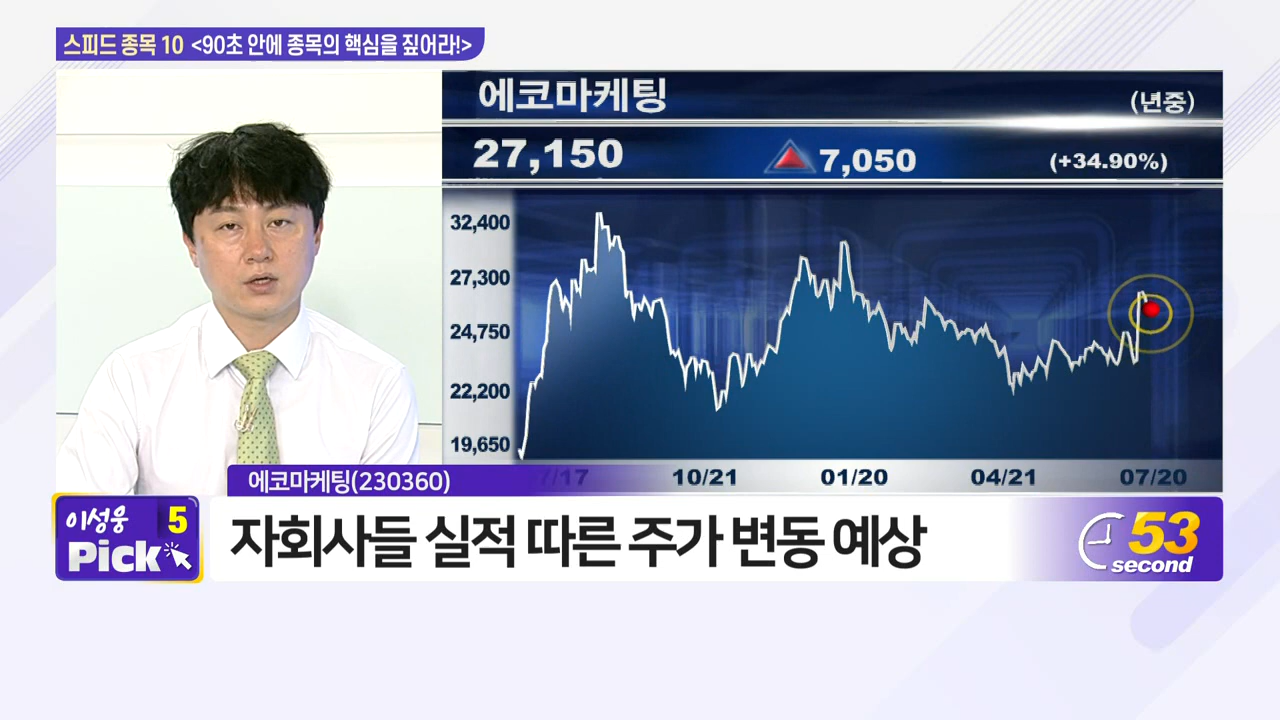 스피드 종목 10 <90초 안에 종목의 핵심을 짚어라!>
에코마케팅
(년중)
27,150
7,050
(+34.90%)
32,400
27,300
24,750
22,200
19,650
7/17
10/21
01/20
04/21
07/20
에코마케팅(230360)
이성웅
5
Pick
자회사들 실적 따른 주가 변동 예상
53
second